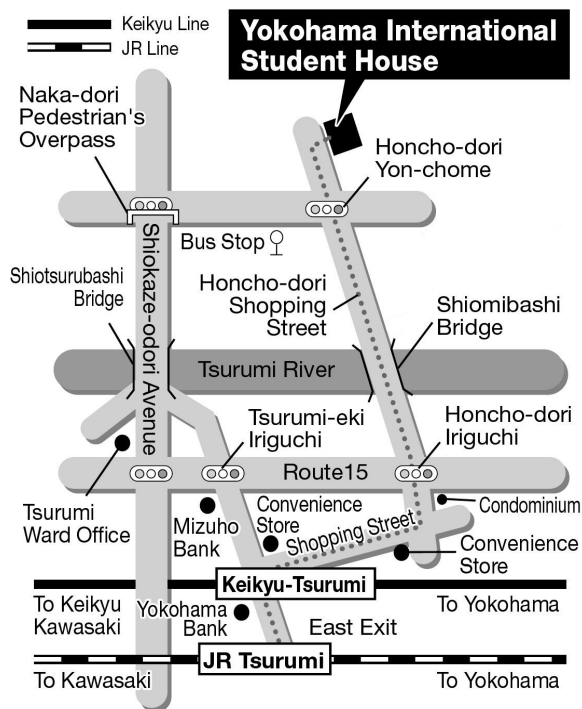 Keikyu Line
JR Line
Yokohama International
Student House
Naka-dori
Pedestrian's
Overpass
Honcho-dori
Yon-chome
Bus Stop
Shiokaze-odori Avenue
Shiotsurubashi
Bridge
Honcho-dori
Shopping
Street
Shiomibashi
Bridge
Tsurumi River
Tsurumi-eki
Iriguchi
Honcho-dori
Iriguchi
Route15
Tsurumi
Ward Office
Mizuho
Bank
Convenience
Store
Shopping Street
Condominium
Convenience
Store
Keikyu-Tsurumi
To Keikyu
Kawasaki
Yokohama
Bank
To Yokohama
East Exit
JR Tsurumi
To Kawasaki
To Yokohama